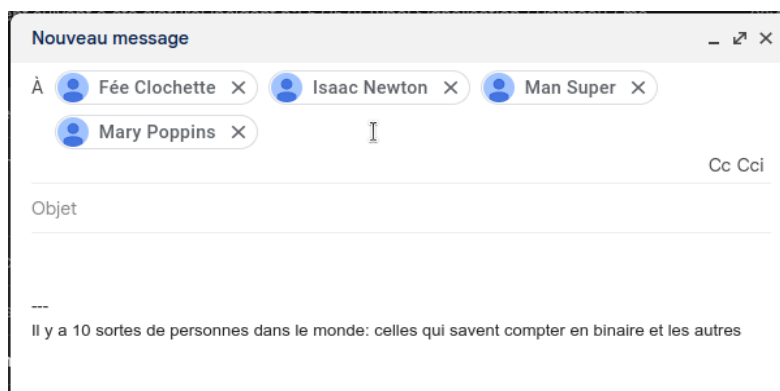 Nouveau message
À Fée Clochette Isaac Newton Man Super
Mary Poppins
Cc Cci
Objet
---
Il y a 10 sortes de personnes dans le monde: celles qui savent compter en binaire et les autres